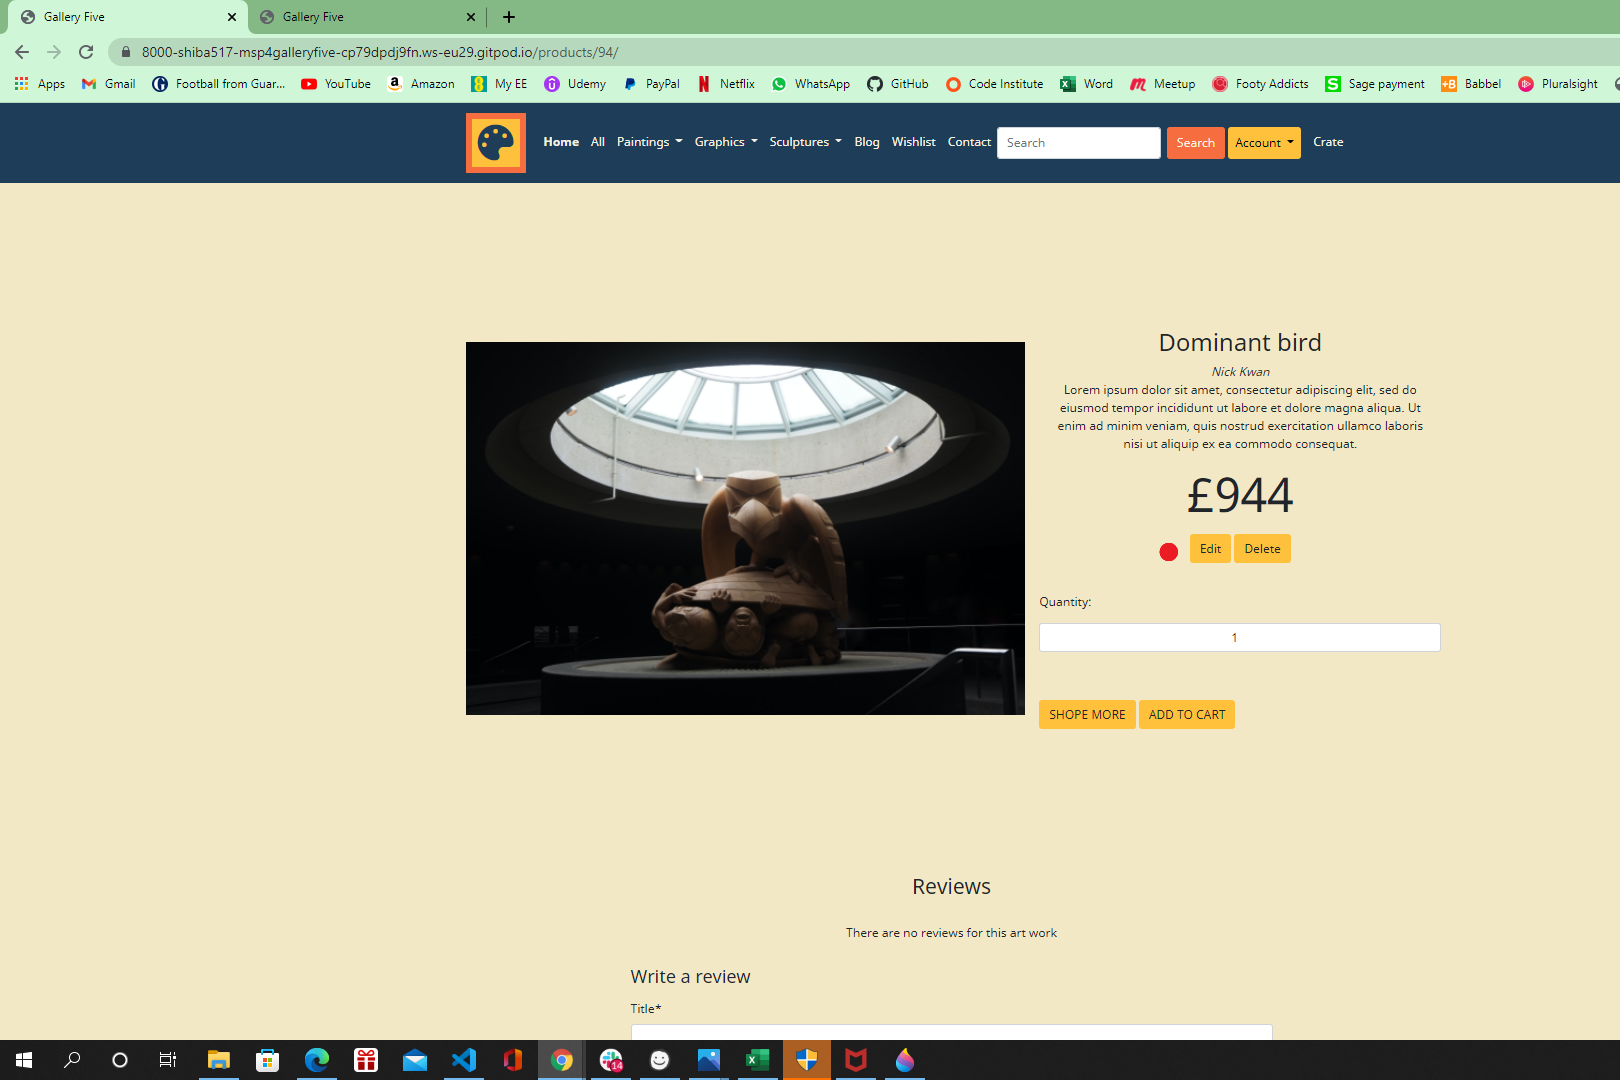 Gallery Five
Gallery Five
8000-shiba517-msp4galleryfive-cp79dpdj9fn.ws-eu29.gitpod.io/products/94/
Apps
Gmail
Football from Guar...
YouTube
Amazon
My EE
Udemy
PayPal
Netflix
WhatsApp
GitHub
Code Institute
Word
Meetup
Footy Addicts
Sage payment
Babbel
Pluralsight
Home
All
Paintings
Graphics
Sculptures
Blog
Wishlist
Contact
Search
Search
Account
Crate
Dominant bird
Nick Kwan
Lorem ipsum dolor sit amet, consectetur adipiscing elit, sed do
eiusmod tempor incididunt ut labore et dolore magna aliqua. Ut
enim ad minim veniam, quis nostrud exercitation ullamco laboris
nisi ut aliquip ex ea commodo consequat.
£944
Edit
Delete
Quantity:
1
SHOPE MORE
ADD TO CART
Reviews
There are no reviews for this art work
Write a review
Title*
14